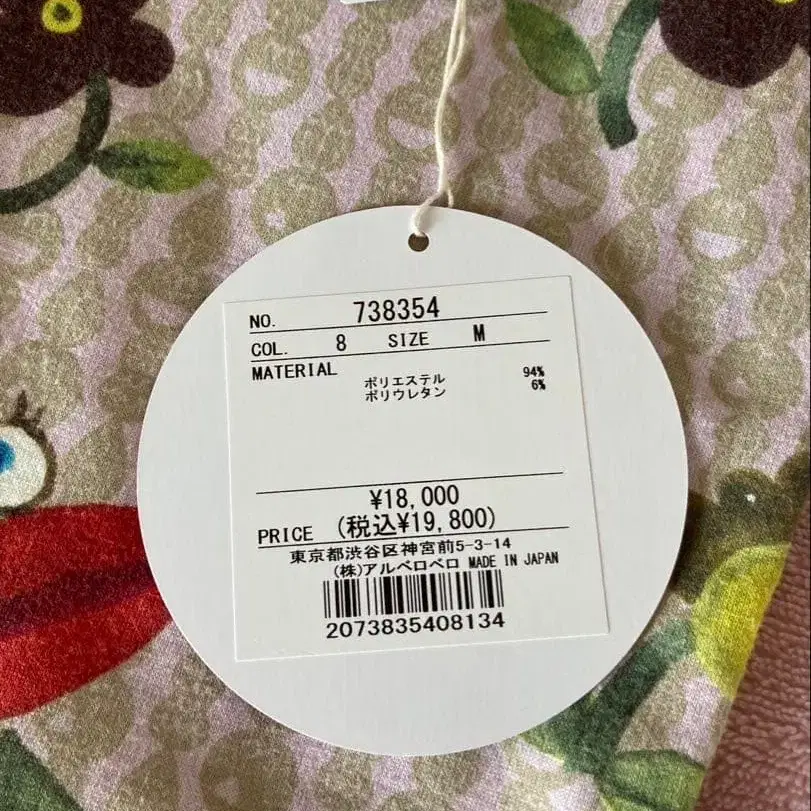 NO. 738354
COL. 8 SIZE M
MATERIAL
ポリエステル 94%
ポリウレタン 6%
¥18,000
PRICE (税込¥19,800)
東京都渋谷区神宮前5-3-14
(株)アルベロベロ MADE IN JAPAN
2073835408134